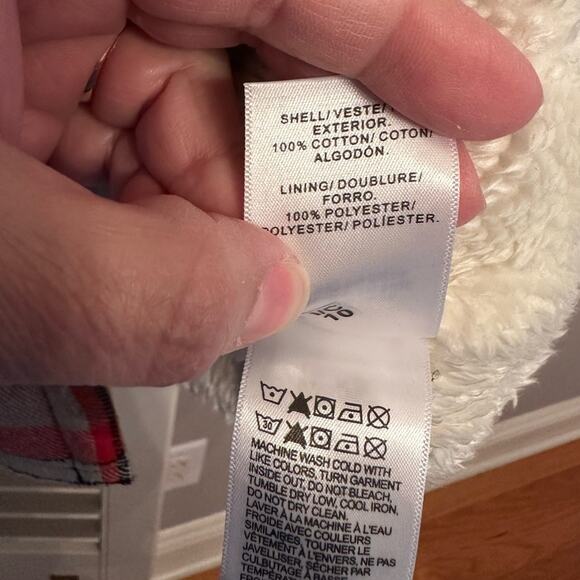 SHELL/ VESTE/
EXTERIOR.
100% COTTON/ COTON/
ALGODÓN.
LINING/ DOUBLURE/
FORRO.
100% POLYESTER/
POLYESTER/ POLÍESTER.
30
MACHINE WASH COLD WITH
LIKE COLORS, TURN GARMENT
INSIDE OUT. DO NOT BLEACH,
TUMBLE DRY LOW, COOL IRON,
DO NOT DRY CLEAN.
LAVER À LA MACHINE À L'EAU
FROIDE AVEC COULEURS
SIMILAIRES, TOURNER LE
VÊTEMENT À L'ENVERS, NE PAS
JAVELLISER, SÉCHER PAR
CULBUTAGE À